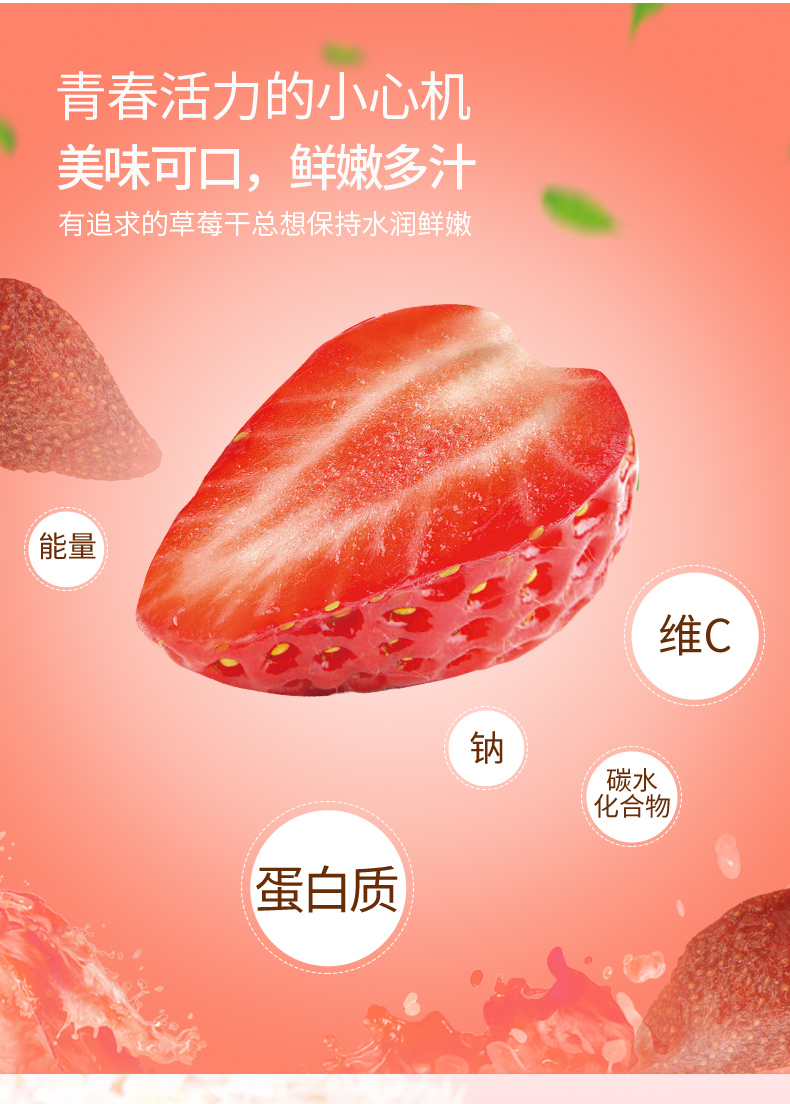 青春活力的小心机
美味可口，鲜嫩多汁
有追求的草莓干总想保持水润鲜嫩
能量
维C
钠
碳水
化合物
蛋白质